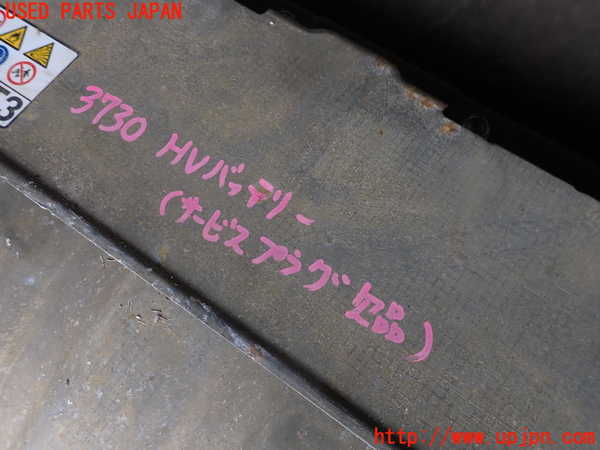 USED PARTS JAPAN
53
3730 HVバッテリー
(サービスプラグ欠品)
http://www.upjpn.com/